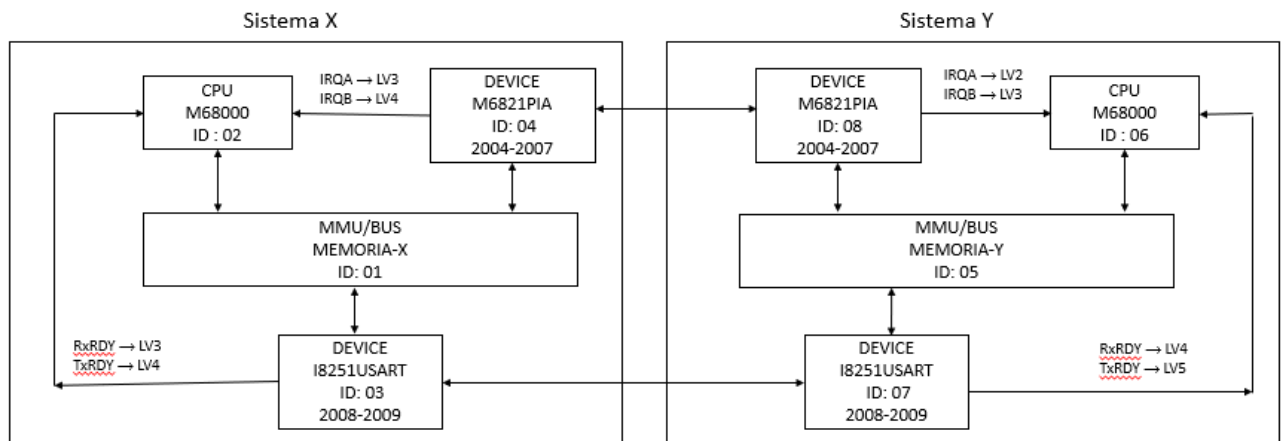 Sistema X
CPU
M68000
ID : 02
IRQA → LV3
IRQB → LV4
DEVICE
M6821PIA
ID: 04
2004-2007
MMU/BUS
MEMORIA-X
ID: 01
RxRDY → LV3
TxRDY → LV4
DEVICE
I8251USART
ID: 03
2008-2009
Sistema Y
DEVICE
M6821PIA
ID: 08
2004-2007
IRQA → LV2
IRQB → LV3
CPU
M68000
ID : 06
MMU/BUS
MEMORIA-Y
ID: 05
DEVICE
I8251USART
ID: 07
2008-2009
RxRDY → LV4
TxRDY → LV5